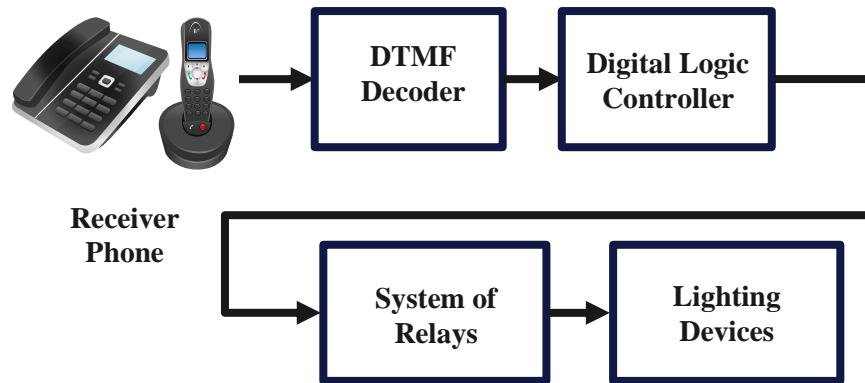 DTMF
Decoder
Digital Logic
Controller
Receiver
Phone
System of
Relays
Lighting
Devices